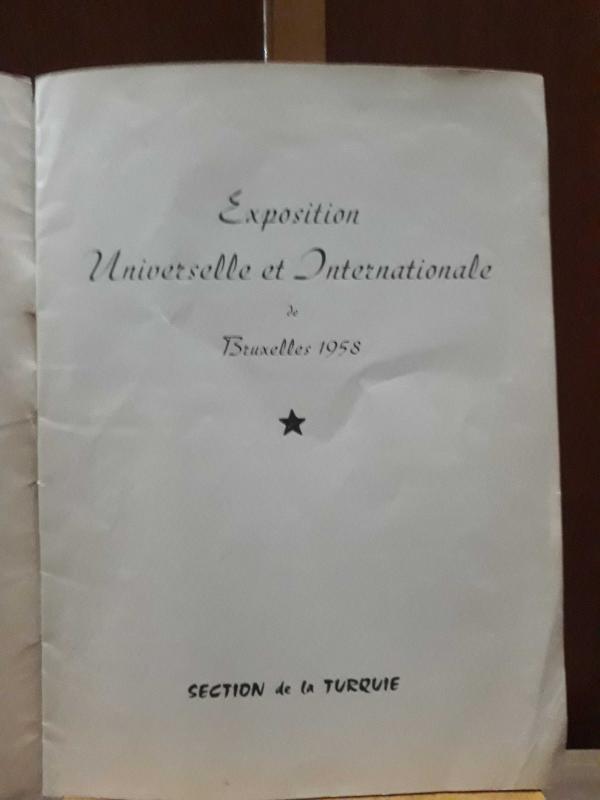 Exposition
Universelle et Internationale
de
Bruxelles 1958
SECTION de la TURQUIE